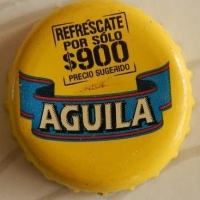 REFRÉSCATE
POR SÓLO
$900
PRECIO SUGERIDO
AGUILA